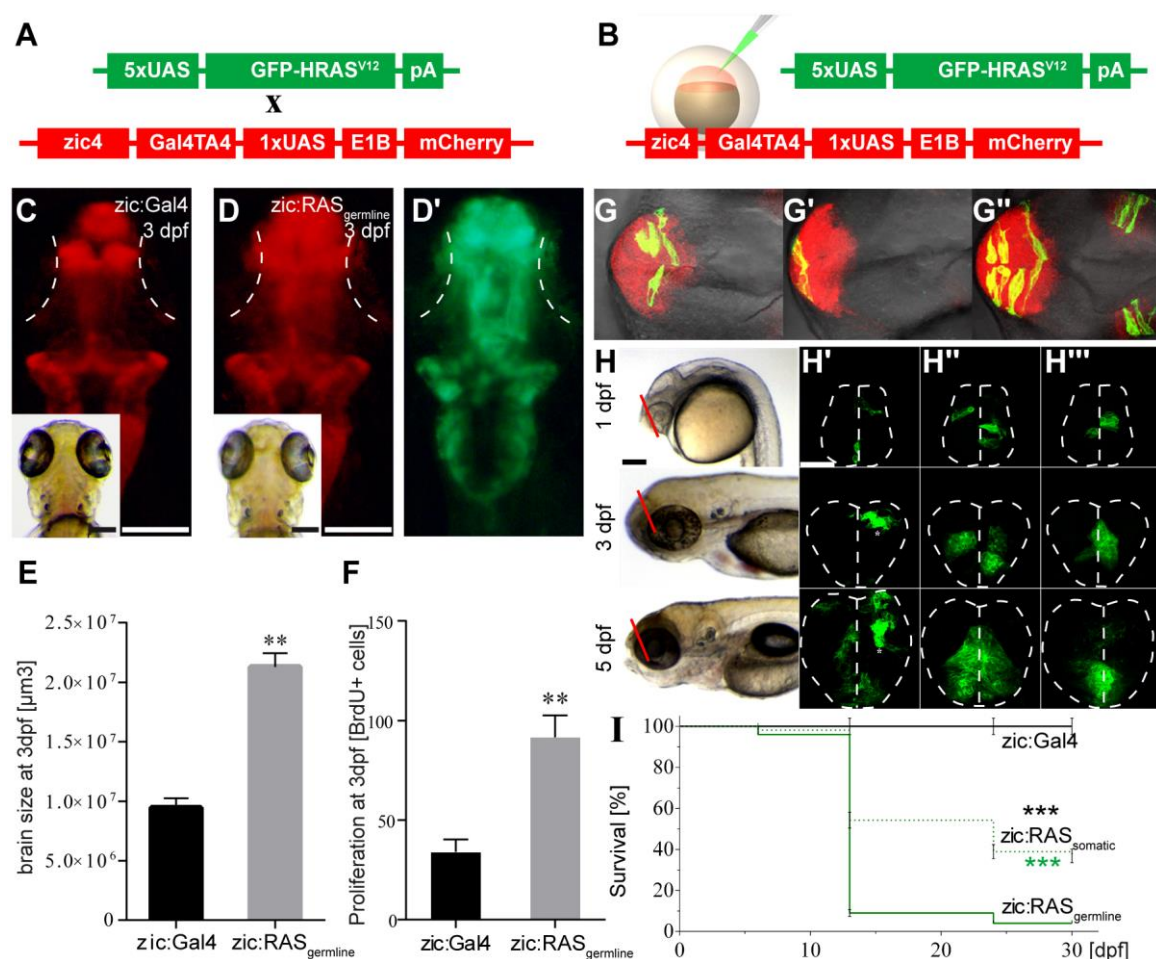 A
5xUAS GFP-HRASV12 pA
x
zic4 Gal4TA4 1xUAS E1B mCherry
B
5xUAS GFP-HRASV12 pA
zic4 Gal4TA4 1xUAS E1B mCherry
C
zic:Gal4
3 dpf
D
zic:RASgermline
3 dpf
D'
G
G'
G"
H
H'
H"
H'''
1 dpf
3 dpf
5 dpf
*
*
E
brain size at 3dpf [µm3]
2.5×10⁷
2.0×10⁷
1.5×10⁷
1.0×10⁷
5.0×10⁶
0
**
zic:Gal4
zic:RASgermline
F
Proliferation at 3dpf [BrdU+ cells]
150
100
50
0
**
zic:Gal4
zic:RASgermline
I
Survival [%]
100
80
60
40
20
0
zic:Gal4
***
zic:RASsomatic
***
zic:RASgermline
0 10 20 30 [dpf]